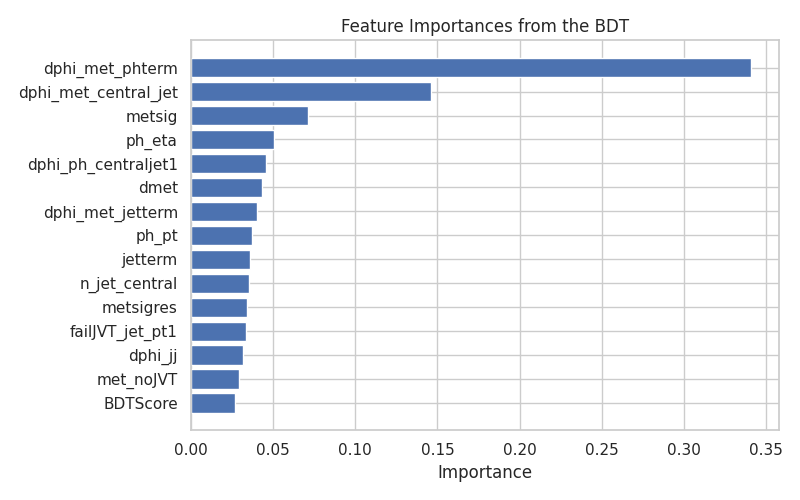 Feature Importances from the BDT
dphi_met_phterm
dphi_met_central_jet
metsig
ph_eta
dphi_ph_centraljet1
dmet
dphi_met_jetterm
ph_pt
jetterm
n_jet_central
metsigres
failJVT_jet_pt1
dphi_jj
met_noJVT
BDTScore
0.00 0.05 0.10 0.15 0.20 0.25 0.30 0.35
Importance